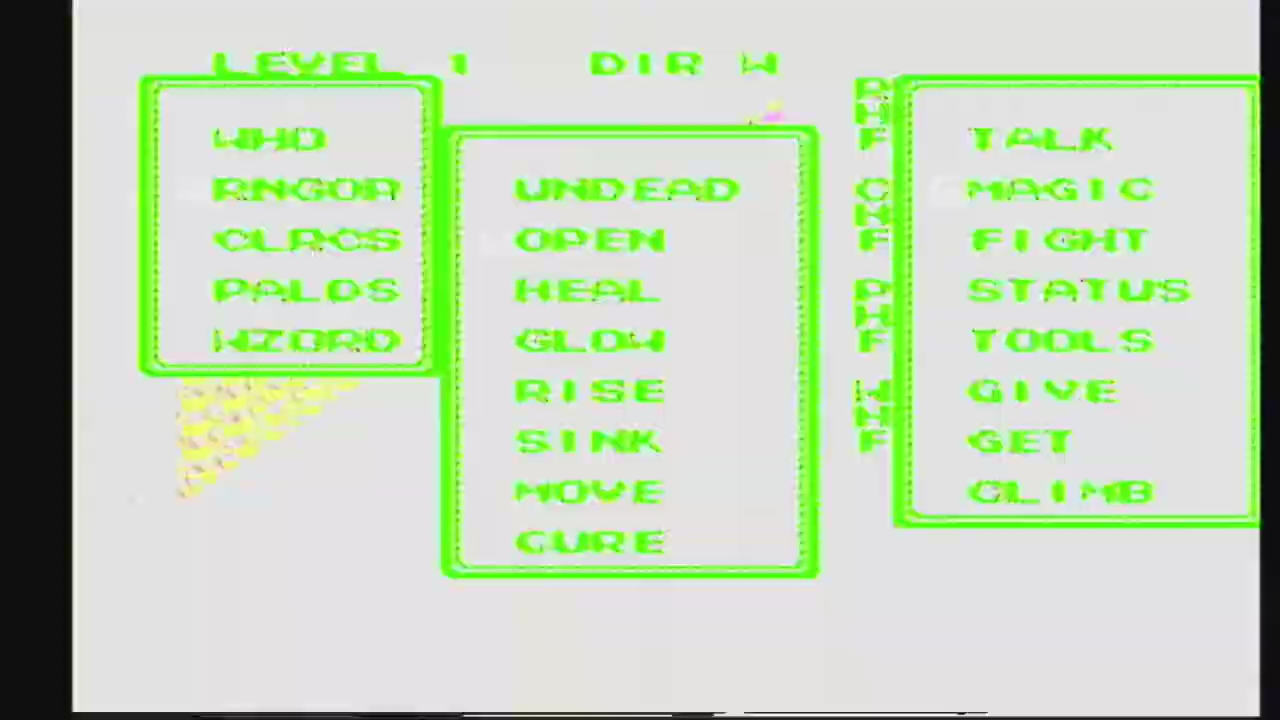 LEVEL 1 DIR W
WHO
RNGOR
CLRCS
PALDS
WZORD
UNDEAD
OPEN
HEAL
GLOW
RISE
SINK
MOVE
CURE
P
H
F
C
H
F
P
H
F
W
H
F
TALK
MAGIC
FIGHT
STATUS
TOOLS
GIVE
GET
CLIMB